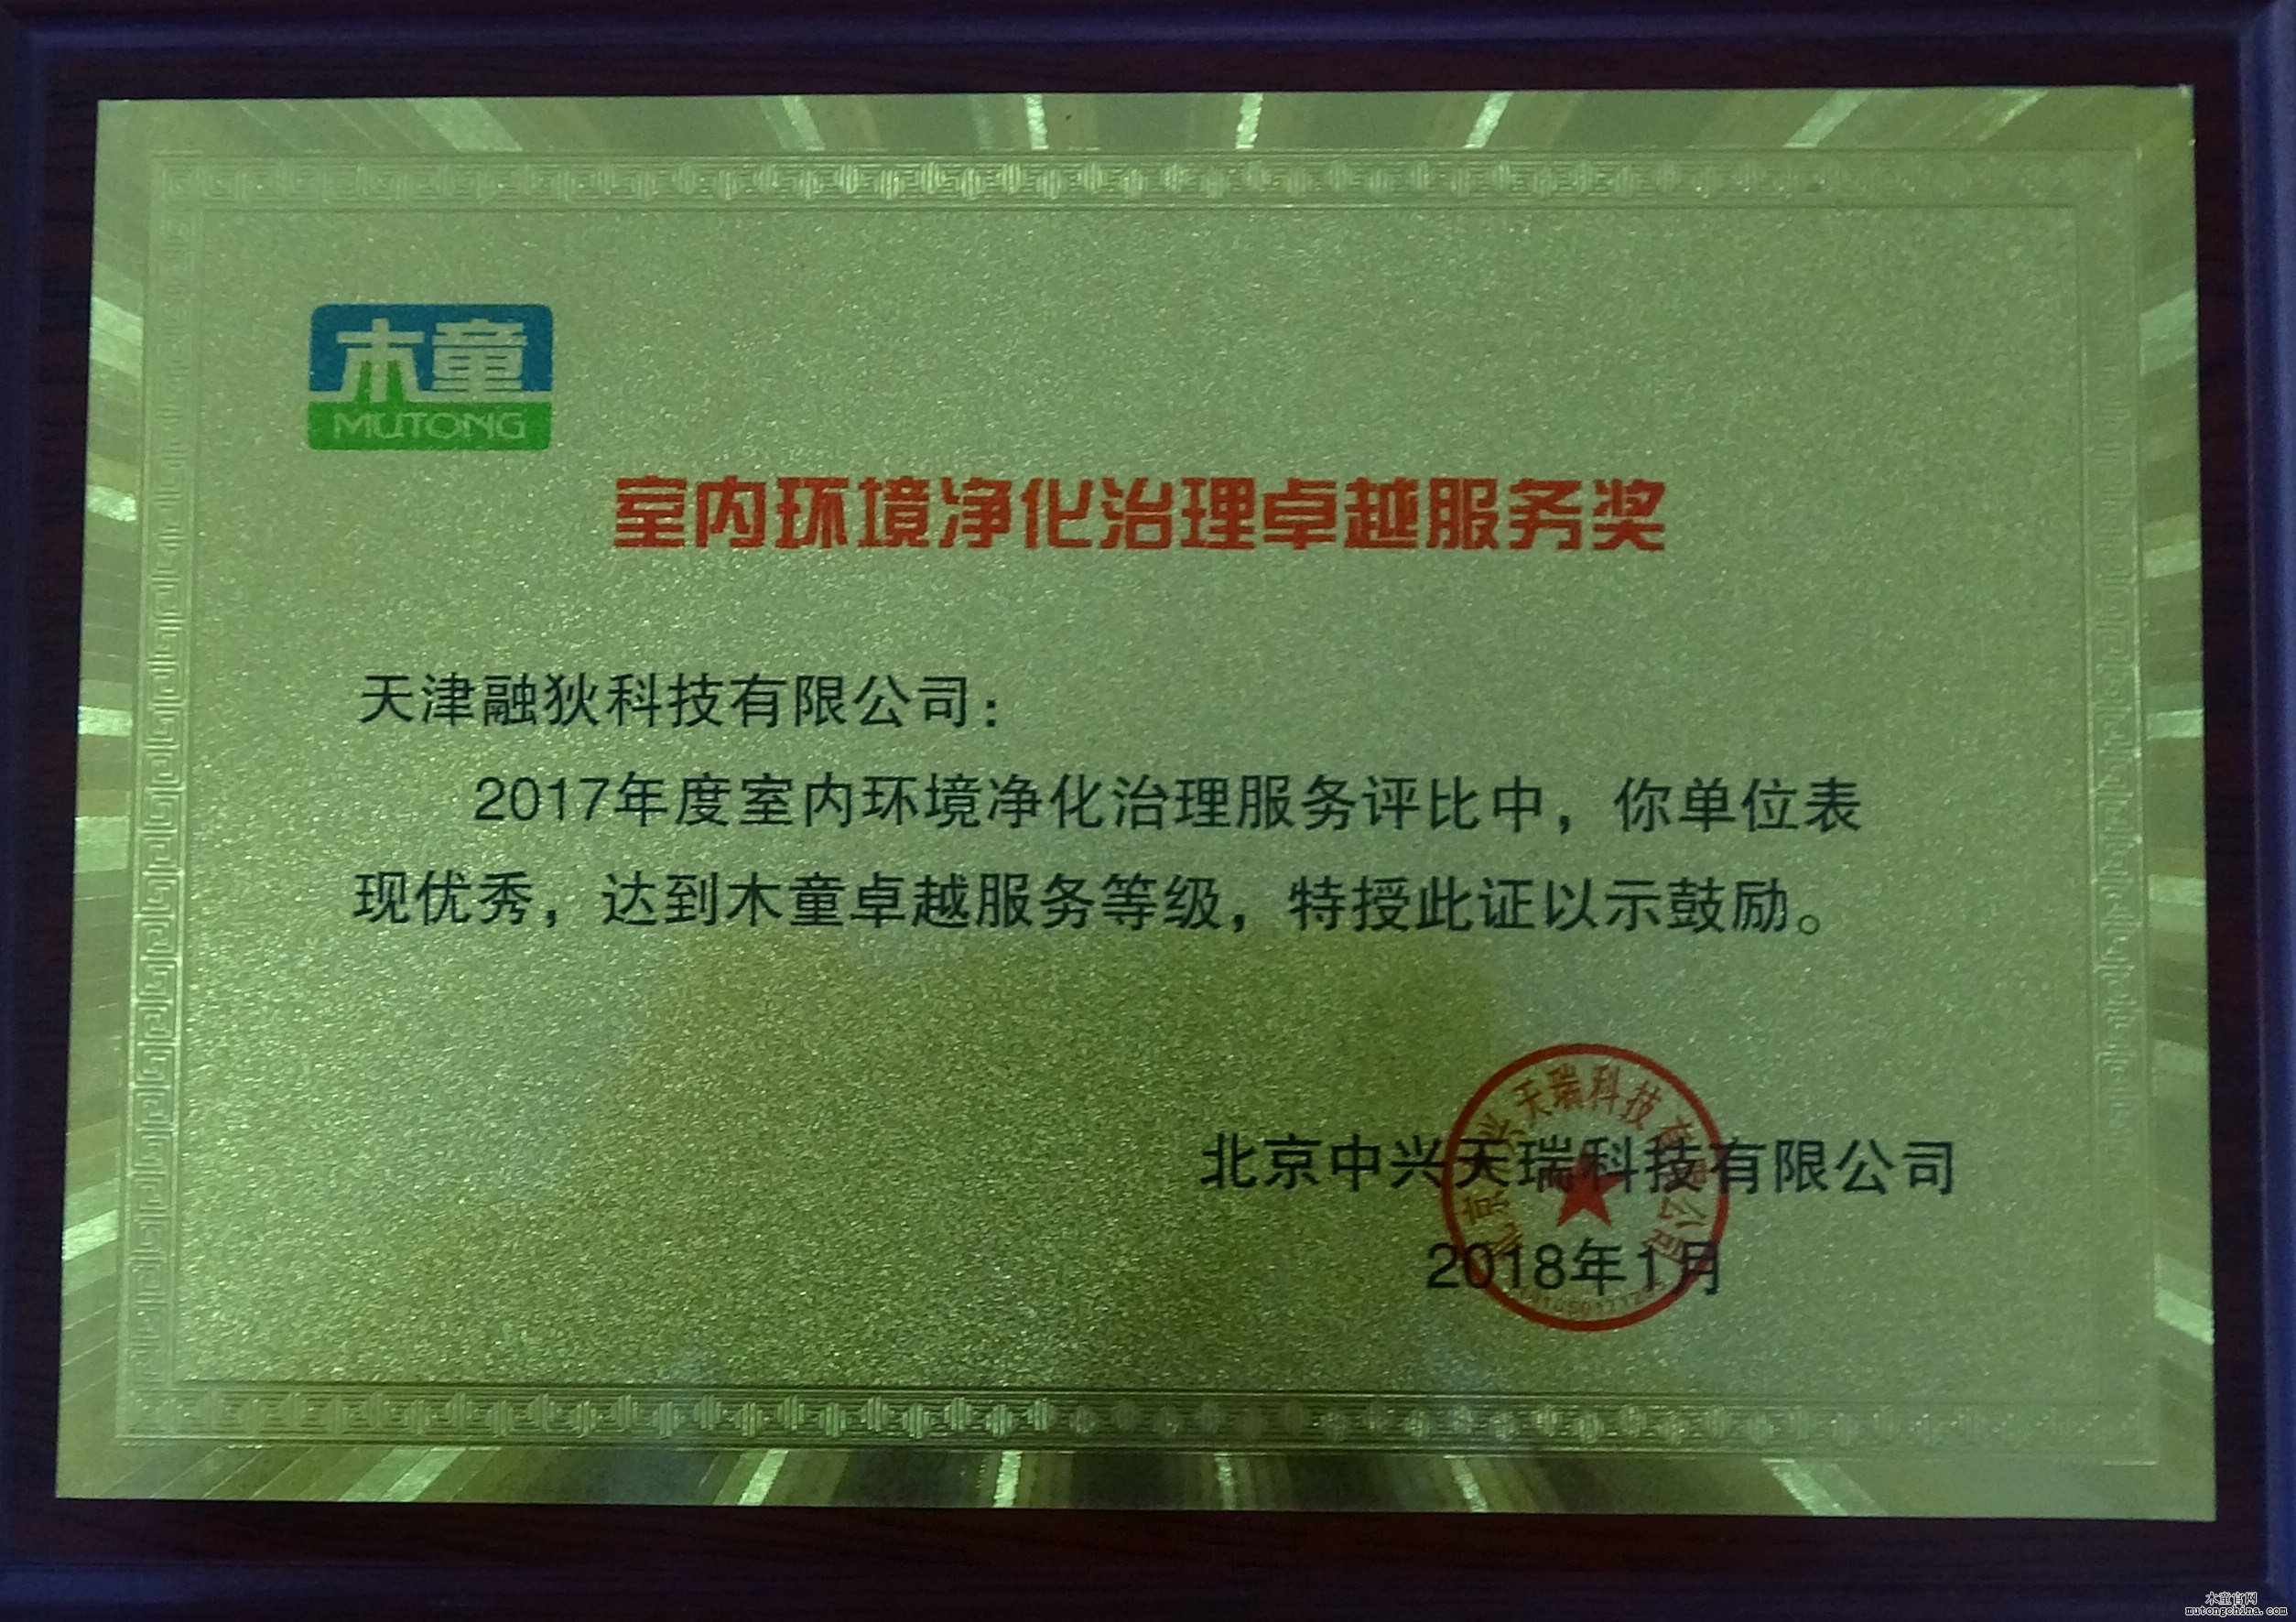 木童
MUTONG
室内环境净化治理卓越服务奖
天津融狄科技有限公司：
2017年度室内环境净化治理服务评比中，你单位表
现优秀，达到木童卓越服务等级，特授此证以示鼓励。
北京中兴天瑞科技有限公司
2018年1月
木童官网
mutongchina.com